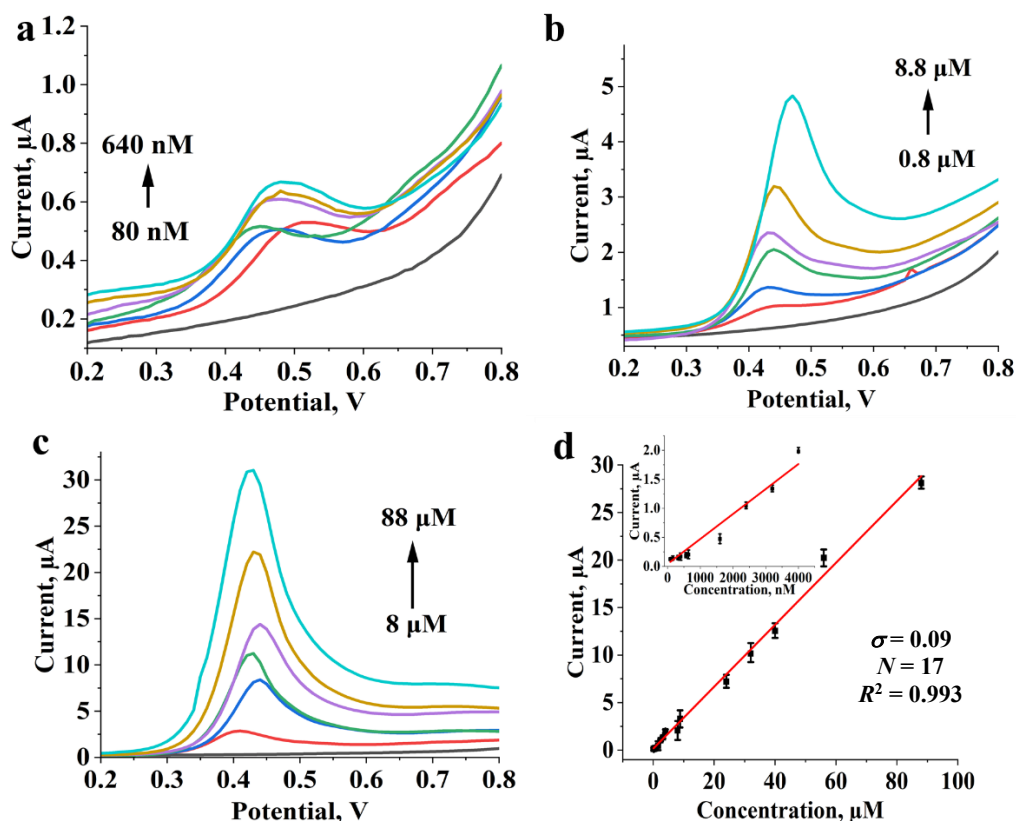 a
1.2
1.0
0.8
0.6
0.4
0.2
Current, µA
640 nM
80 nM
0.2 0.3 0.4 0.5 0.6 0.7 0.8
Potential, V
b
5
4
3
2
1
Current, µA
8.8 µM
0.8 µM
0.2 0.3 0.4 0.5 0.6 0.7 0.8
Potential, V
c
30
25
20
15
10
5
0
Current, µA
88 µM
8 µM
0.2 0.3 0.4 0.5 0.6 0.7 0.8
Potential, V
d
30
25
20
15
10
5
0
Current, µA
2.0
1.5
1.0
0.5
0.0
Current, µA
0 1000 2000 3000 4000
Concentration, nM
σ = 0.09
N = 17
R² = 0.993
0 20 40 60 80 100
Concentration, µM